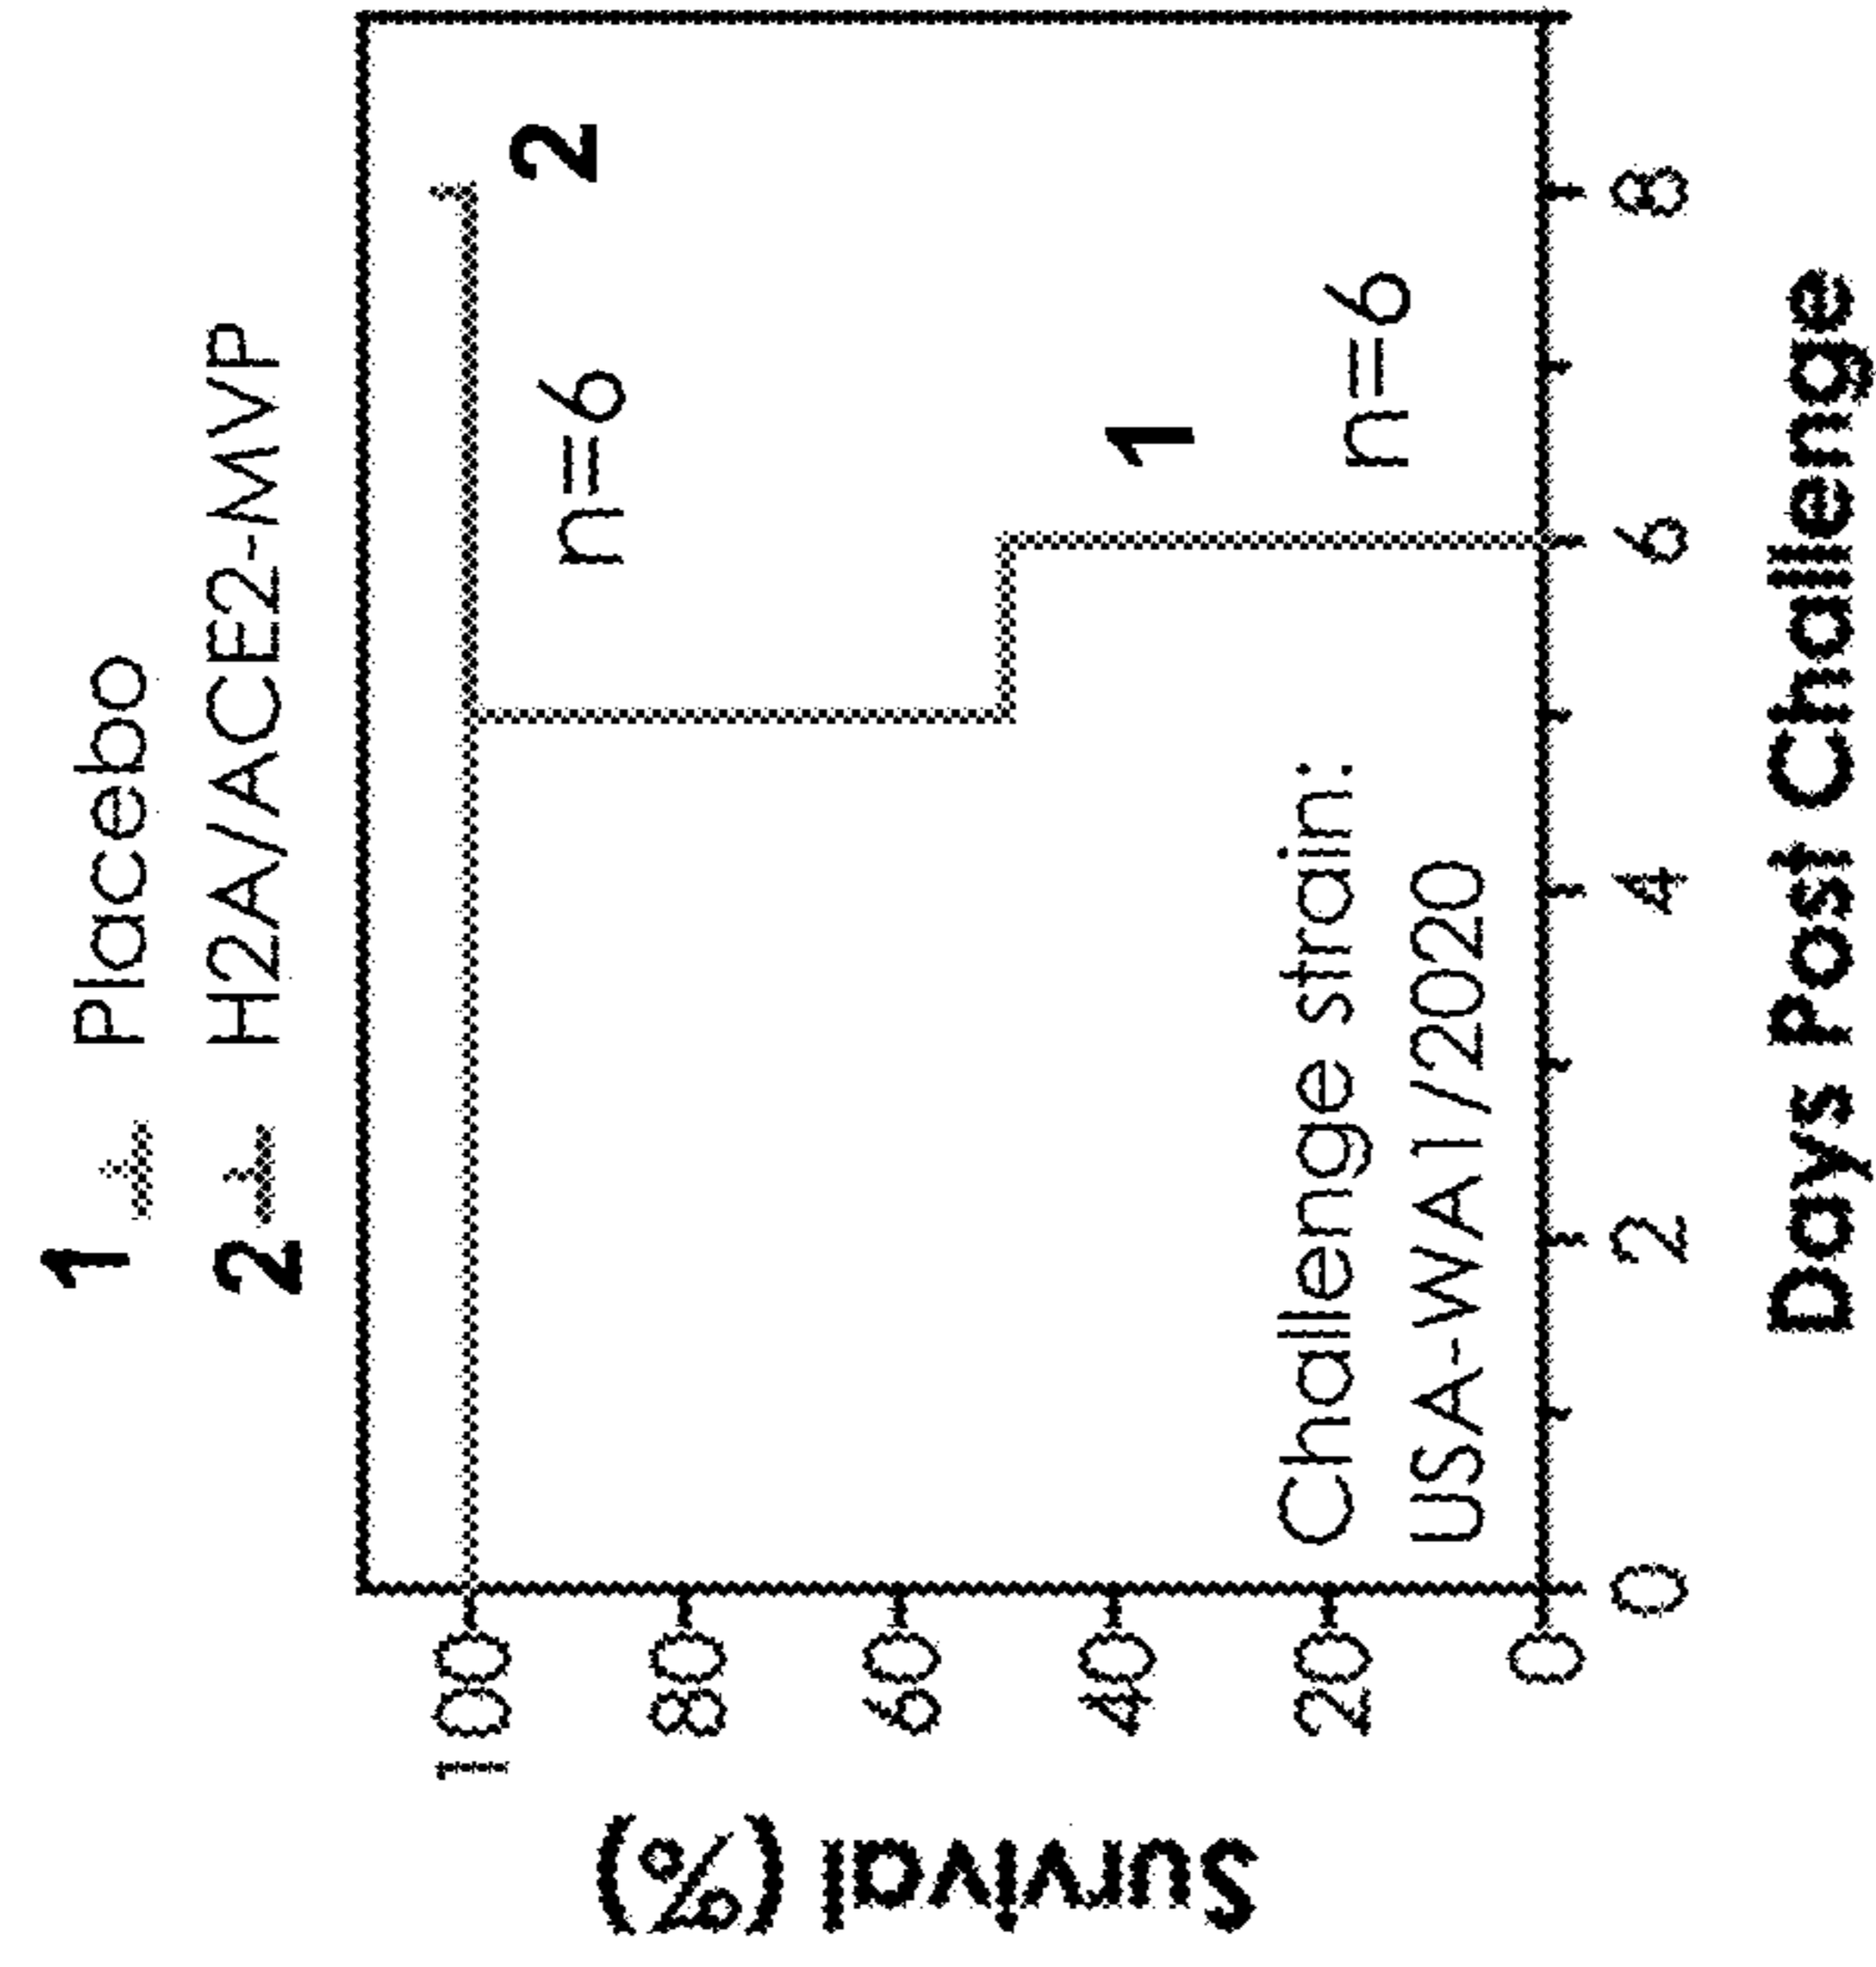 1 Placebo
2 H2A/ACE2-MVP
Survival (%)
100
80
60
40
20
0
2
n=6
1
n=6
Challenge strain:
USA-WA1/2020
0 2 4 6 8
Days Post Challenge